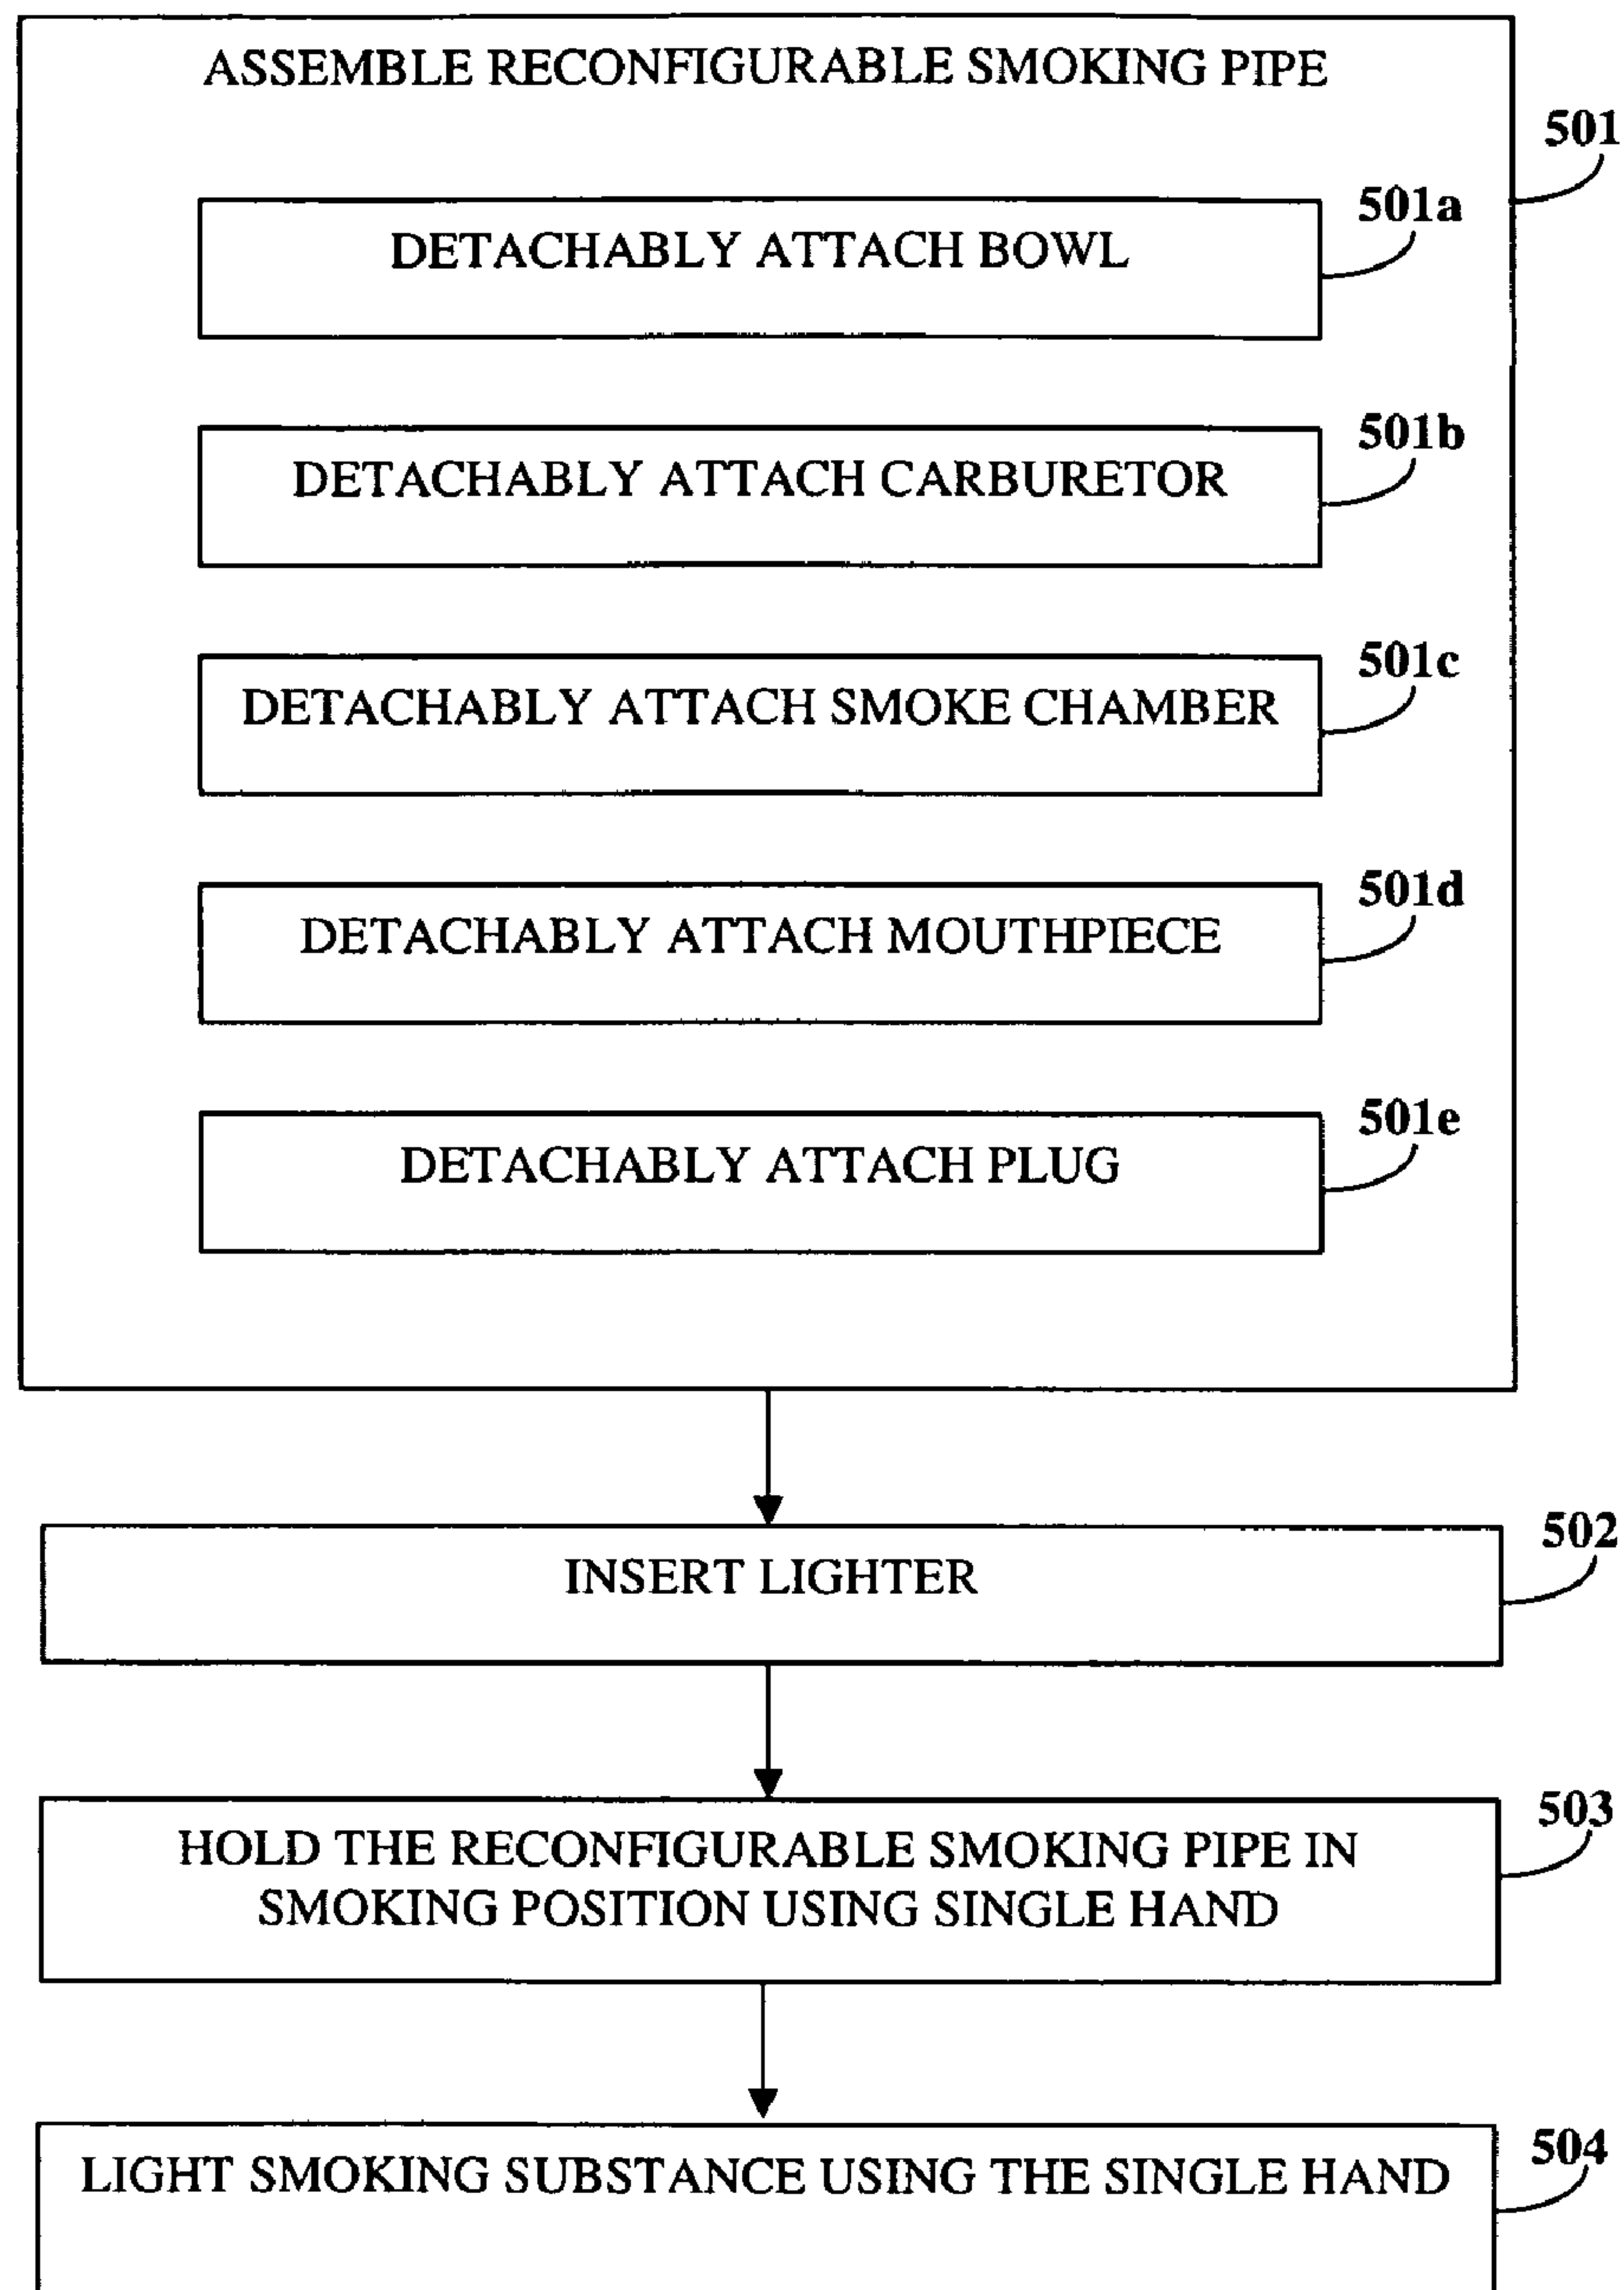 ASSEMBLE RECONFIGURABLE SMOKING PIPE
501
501a
DETACHABLY ATTACH BOWL
501b
DETACHABLY ATTACH CARBURETOR
501c
DETACHABLY ATTACH SMOKE CHAMBER
501d
DETACHABLY ATTACH MOUTHPIECE
501e
DETACHABLY ATTACH PLUG
502
INSERT LIGHTER
503
HOLD THE RECONFIGURABLE SMOKING PIPE IN
SMOKING POSITION USING SINGLE HAND
504
LIGHT SMOKING SUBSTANCE USING THE SINGLE HAND